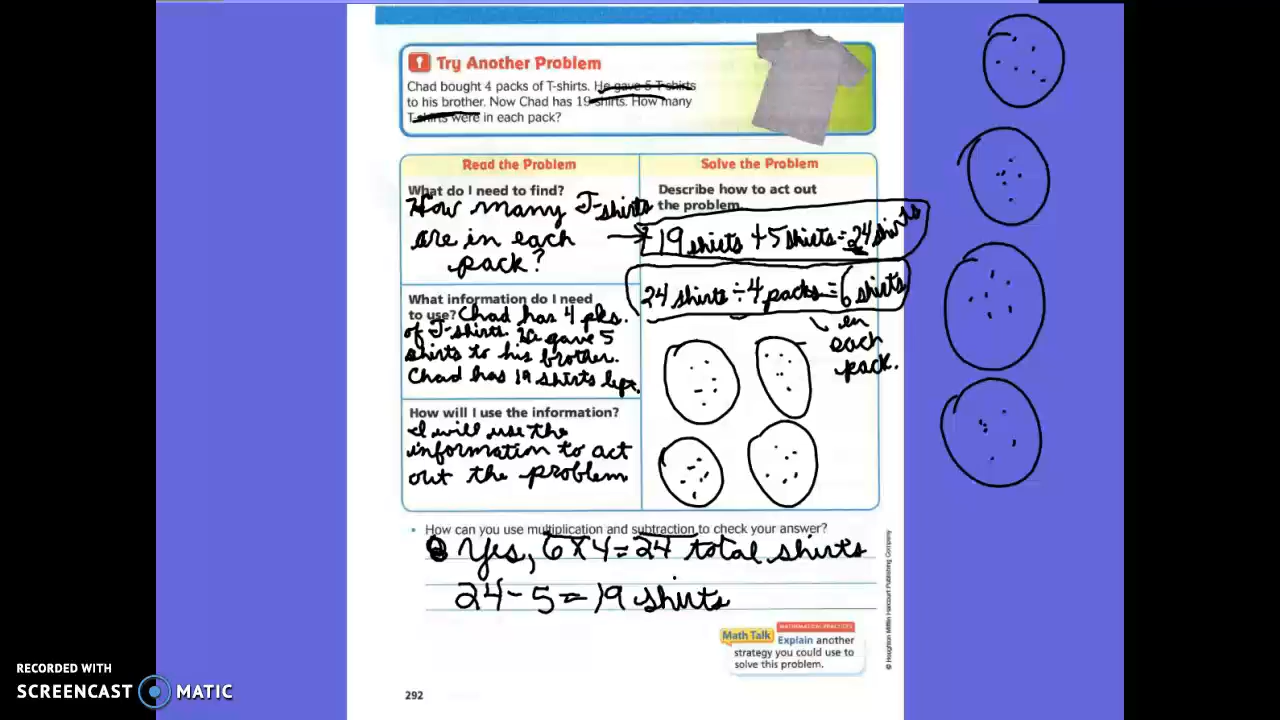 Try Another Problem
Chad bought 4 packs of T-shirts. He gave 5 T-shirts
to his brother. Now Chad has 19 shirts. How many
T-shirts were in each pack?
Read the Problem
What do I need to find?
How many T-shirts
are in each
pack?
What information do I need
to use? Chad has 4 pks.
of T-shirts. He gave 5
shirts to his brother.
Chad has 19 shirts left.
How will I use the information?
I will use the
information to act
out the problem
Solve the Problem
Describe how to act out
the problem.
19 shirts + 5 shirts = 24 shirts
24 shirts ÷ 4 packs = 6 shirts
in
each
pack.
• How can you use multiplication and subtraction to check your answer?
Yes, 6 x 4 = 24 total shirts
24 - 5 = 19 shirts
Math Talk
MATHEMATICAL PRACTICES
Explain another
strategy you could use to
solve this problem.
© Houghton Mifflin Harcourt Publishing Company
292
RECORDED WITH
SCREENCAST MATIC